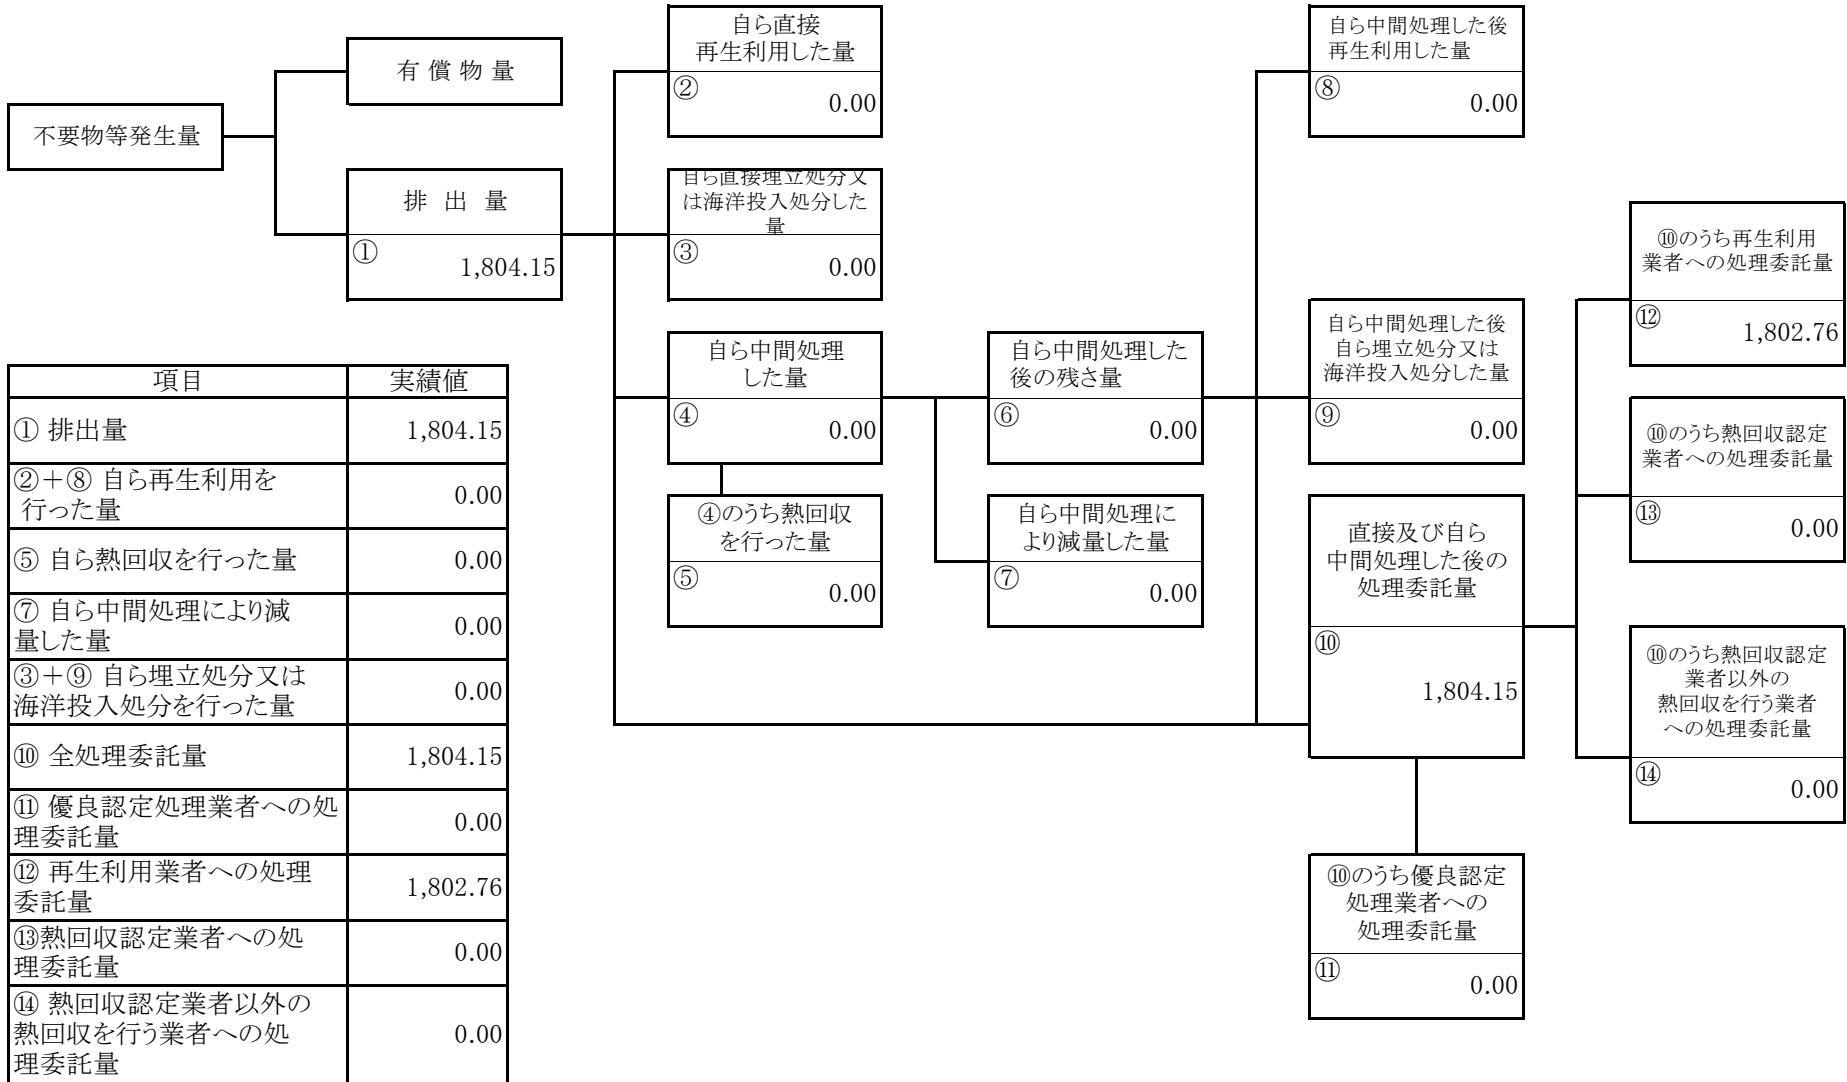 不要物等発生量
有 償 物 量
排 出 量
①
1,804.15
自ら直接
再生利用した量
②
0.00
自ら直接埋立処分又
は海洋投入処分した
量
③
0.00
自ら中間処理
した量
④
0.00
④のうち熱回収
を行った量
⑤
0.00
自ら中間処理した
後の残さ量
⑥
0.00
自ら中間処理に
より減量した量
⑦
0.00
自ら中間処理した後
再生利用した量
⑧
0.00
自ら中間処理した後
自ら埋立処分又は
海洋投入処分した量
⑨
0.00
直接及び自ら
中間処理した後の
処理委託量
⑩
1,804.15
⑩のうち優良認定
処理業者への
処理委託量
⑪
0.00
⑩のうち再生利用
業者への処理委託量
⑫
1,802.76
⑩のうち熱回収認定
業者への処理委託量
⑬
0.00
⑩のうち熱回収認定
業者以外の
熱回収を行う業者
への処理委託量
⑭
0.00
項目 実績値
① 排出量 1,804.15
②＋⑧ 自ら再生利用を
行った量 0.00
⑤ 自ら熱回収を行った量 0.00
⑦ 自ら中間処理により減
量した量 0.00
③＋⑨ 自ら埋立処分又は
海洋投入処分を行った量 0.00
⑩ 全処理委託量 1,804.15
⑪ 優良認定処理業者への処
理委託量 0.00
⑫ 再生利用業者への処理
委託量 1,802.76
⑬熱回収認定業者への処
理委託量 0.00
⑭ 熱回収認定業者以外の
熱回収を行う業者への処
理委託量 0.00